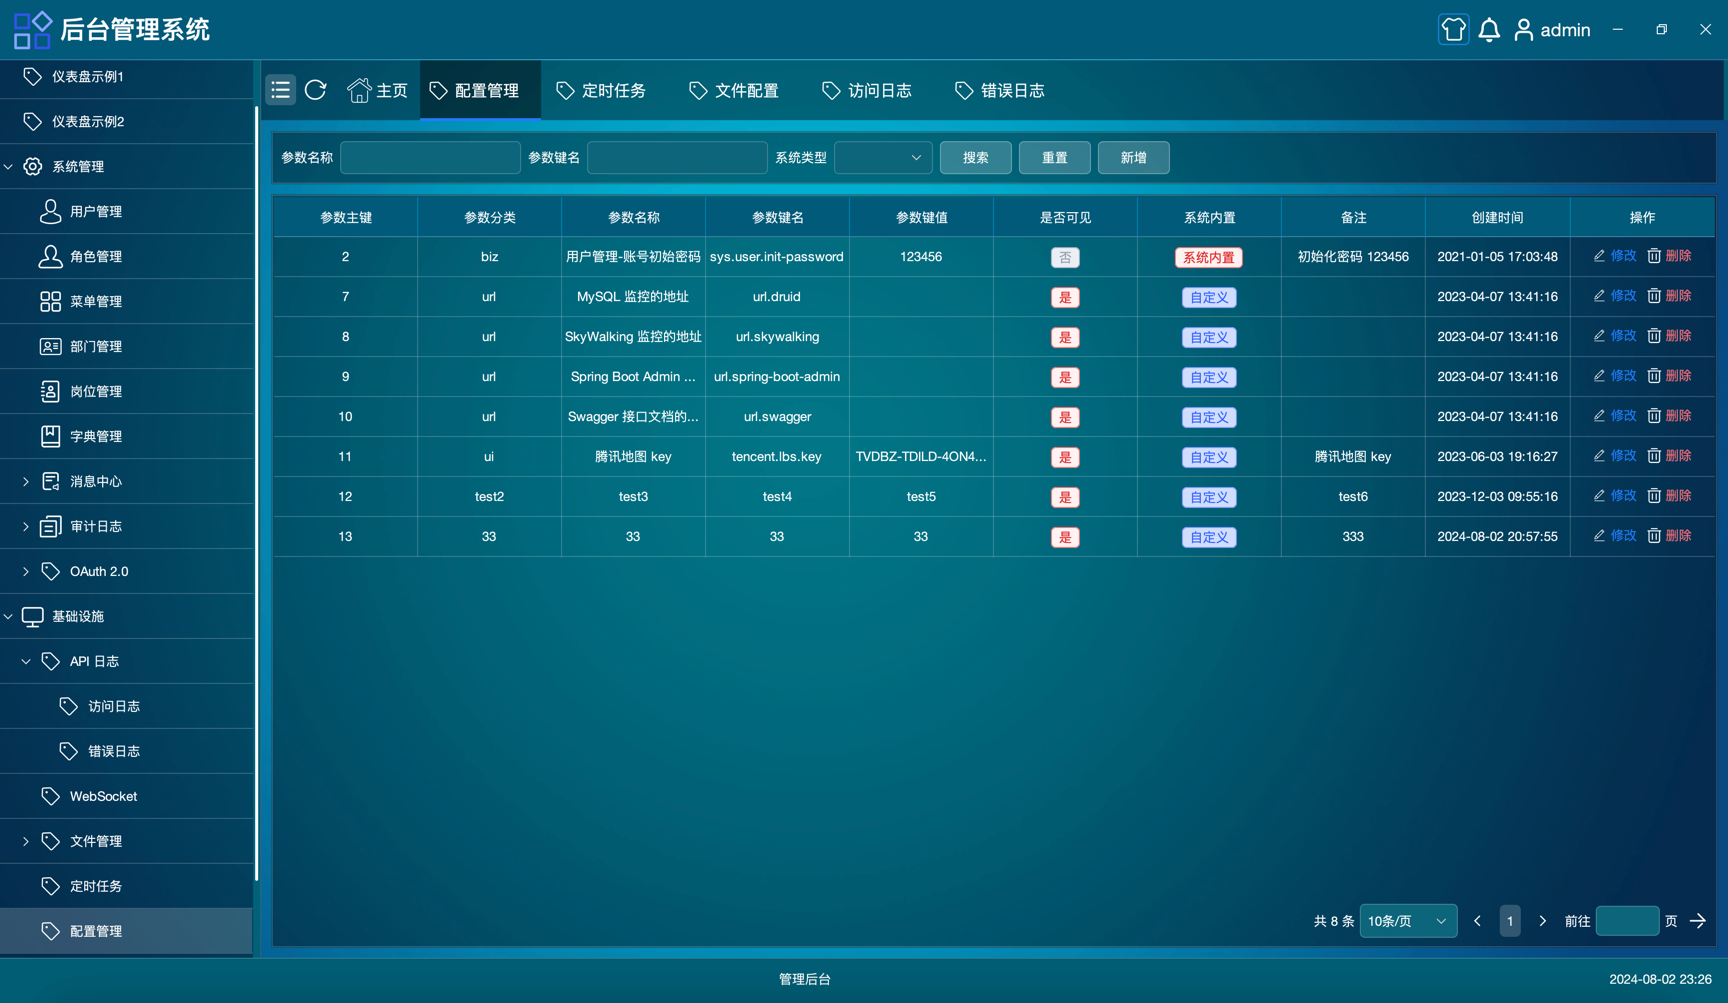 后台管理系统
admin
仪表盘示例1
仪表盘示例2
系统管理
用户管理
角色管理
菜单管理
部门管理
岗位管理
字典管理
消息中心
审计日志
OAuth 2.0
基础设施
API 日志
访问日志
错误日志
WebSocket
文件管理
定时任务
配置管理
主页 配置管理 定时任务 文件配置 访问日志 错误日志
参数名称 参数键名 系统类型 搜索 重置 新增
参数主键 参数分类 参数名称 参数键名 参数键值 是否可见 系统内置 备注 创建时间 操作
2 biz 用户管理-账号初始密码 sys.user.init-password 123456 否 系统内置 初始化密码 123456 2021-01-05 17:03:48 修改 删除
7 url MySQL 监控的地址 url.druid 是 自定义 2023-04-07 13:41:16 修改 删除
8 url SkyWalking 监控的地址 url.skywalking 是 自定义 2023-04-07 13:41:16 修改 删除
9 url Spring Boot Admin ... url.spring-boot-admin 是 自定义 2023-04-07 13:41:16 修改 删除
10 url Swagger 接口文档的... url.swagger 是 自定义 2023-04-07 13:41:16 修改 删除
11 ui 腾讯地图 key tencent.lbs.key TVDBZ-TDILD-4ON4... 是 自定义 腾讯地图 key 2023-06-03 19:16:27 修改 删除
12 test2 test3 test4 test5 是 自定义 test6 2023-12-03 09:55:16 修改 删除
13 33 33 33 33 是 自定义 333 2024-08-02 20:57:55 修改 删除
共 8 条 10条/页 1 前往 页
管理后台
2024-08-02 23:26